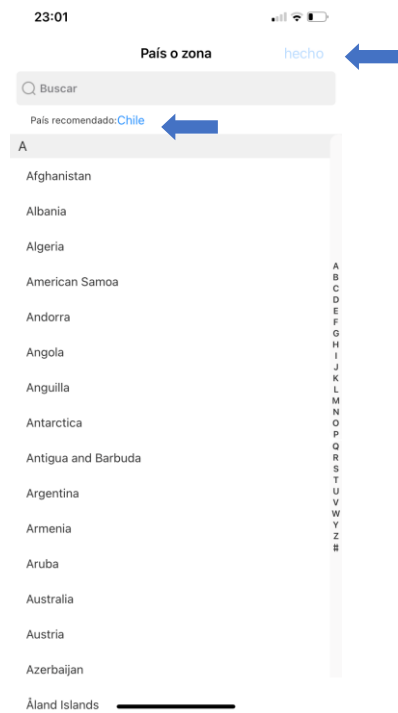 23:01
País o zona
hecho
Buscar
País recomendado:Chile
A
Afghanistan
Albania
Algeria
American Samoa
Andorra
Angola
Anguilla
Antarctica
Antigua and Barbuda
Argentina
Armenia
Aruba
Australia
Austria
Azerbaijan
Åland Islands
A
B
C
D
E
F
G
H
I
J
K
L
M
N
O
P
Q
R
S
T
U
V
W
Y
Z
#